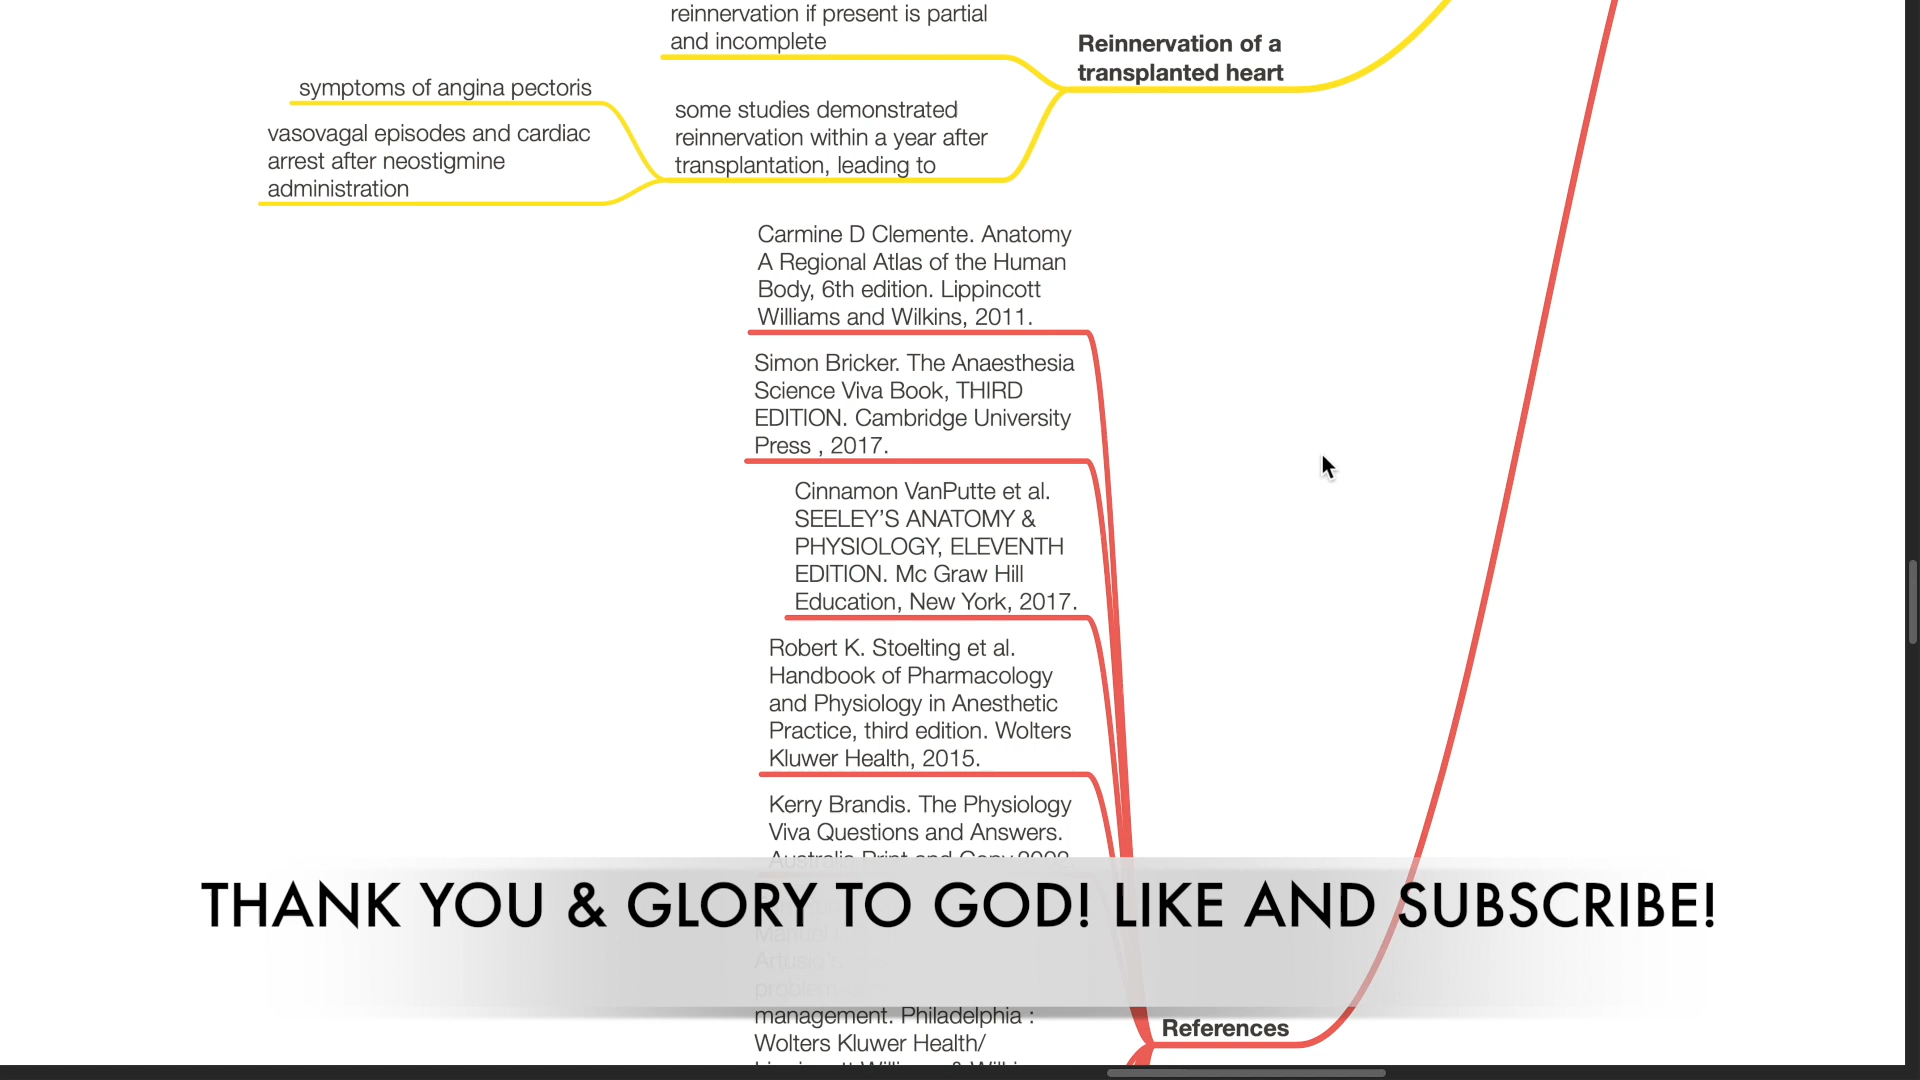 reinnervation if present is partial
and incomplete
Reinnervation of a
transplanted heart
symptoms of angina pectoris
vasovagal episodes and cardiac
arrest after neostigmine
administration
some studies demonstrated
reinnervation within a year after
transplantation, leading to
Carmine D Clemente. Anatomy
A Regional Atlas of the Human
Body, 6th edition. Lippincott
Williams and Wilkins, 2011.
Simon Bricker. The Anaesthesia
Science Viva Book, THIRD
EDITION. Cambridge University
Press , 2017.
Cinnamon VanPutte et al.
SEELEY’S ANATOMY &
PHYSIOLOGY, ELEVENTH
EDITION. Mc Graw Hill
Education, New York, 2017.
Robert K. Stoelting et al.
Handbook of Pharmacology
and Physiology in Anesthetic
Practice, third edition. Wolters
Kluwer Health, 2015.
Kerry Brandis. The Physiology
Viva Questions and Answers.
THANK YOU & GLORY TO GOD! LIKE AND SUBSCRIBE!
management. Philadelphia :
Wolters Kluwer Health/
References